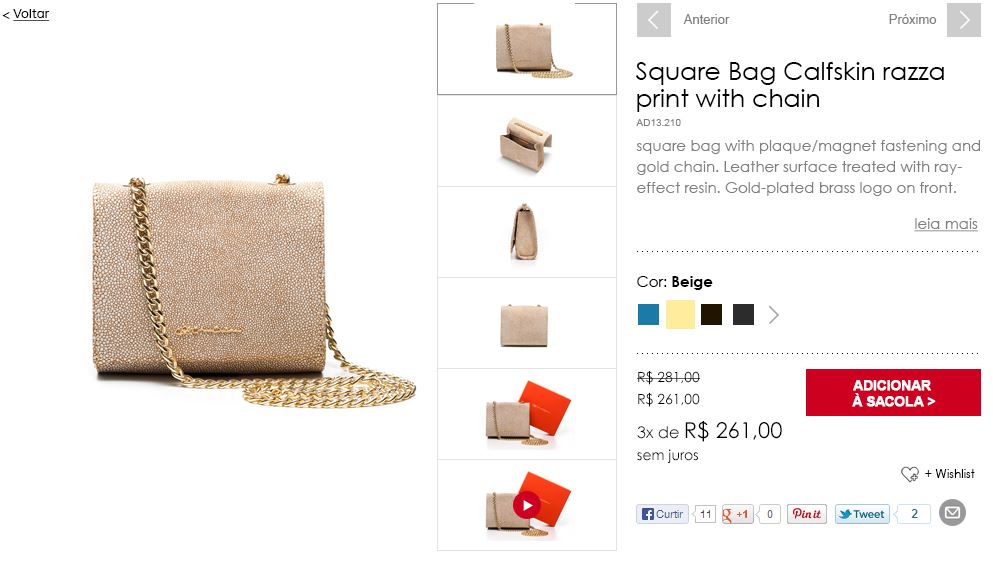 < Voltar
Anterior
Próximo
Square Bag Calfskin razza
print with chain
AD13.210
square bag with plaque/magnet fastening and
gold chain. Leather surface treated with ray-
effect resin. Gold-plated brass logo on front.
leia mais
Cor: Beige
R$ 281,00
R$ 261,00
3x de R$ 261,00
sem juros
ADICIONAR
À SACOLA >
+ Wishlist
Curtir 11
g +1 0
Pin it
Tweet 2